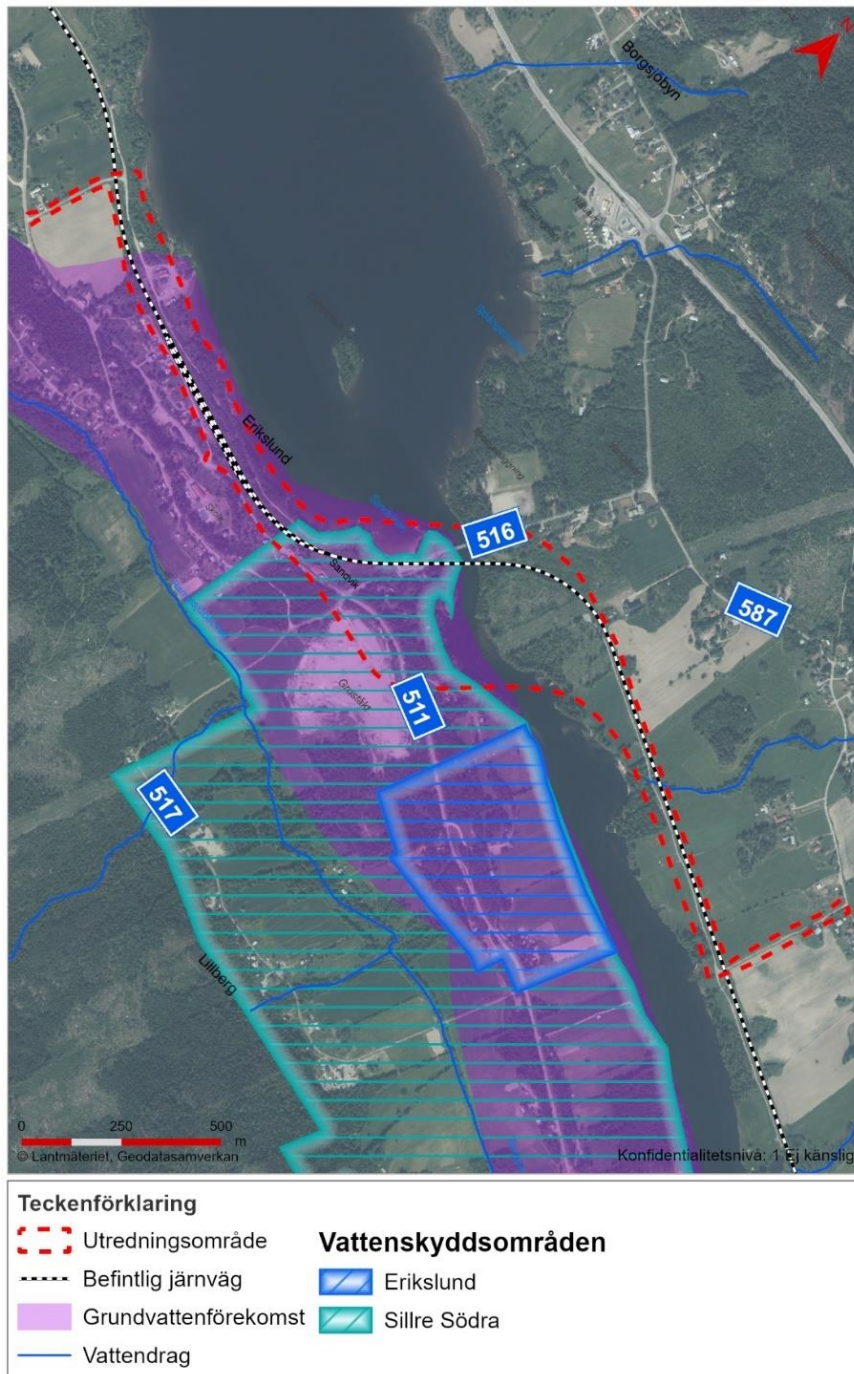 N
Borgsjöbyn
Erikslund
516
Sandvik
587
Grustäkt
511
517
Lillberg
0 250 500
m
© Lantmäteriet, Geodatasamverkan
Konfidentialitetsnivå: 1 Ej känslig
Teckenförklaring
Utredningsområde
Befintlig järnväg
Grundvattenförekomst
Vattendrag
Vattenskyddsområden
Erikslund
Sillre Södra